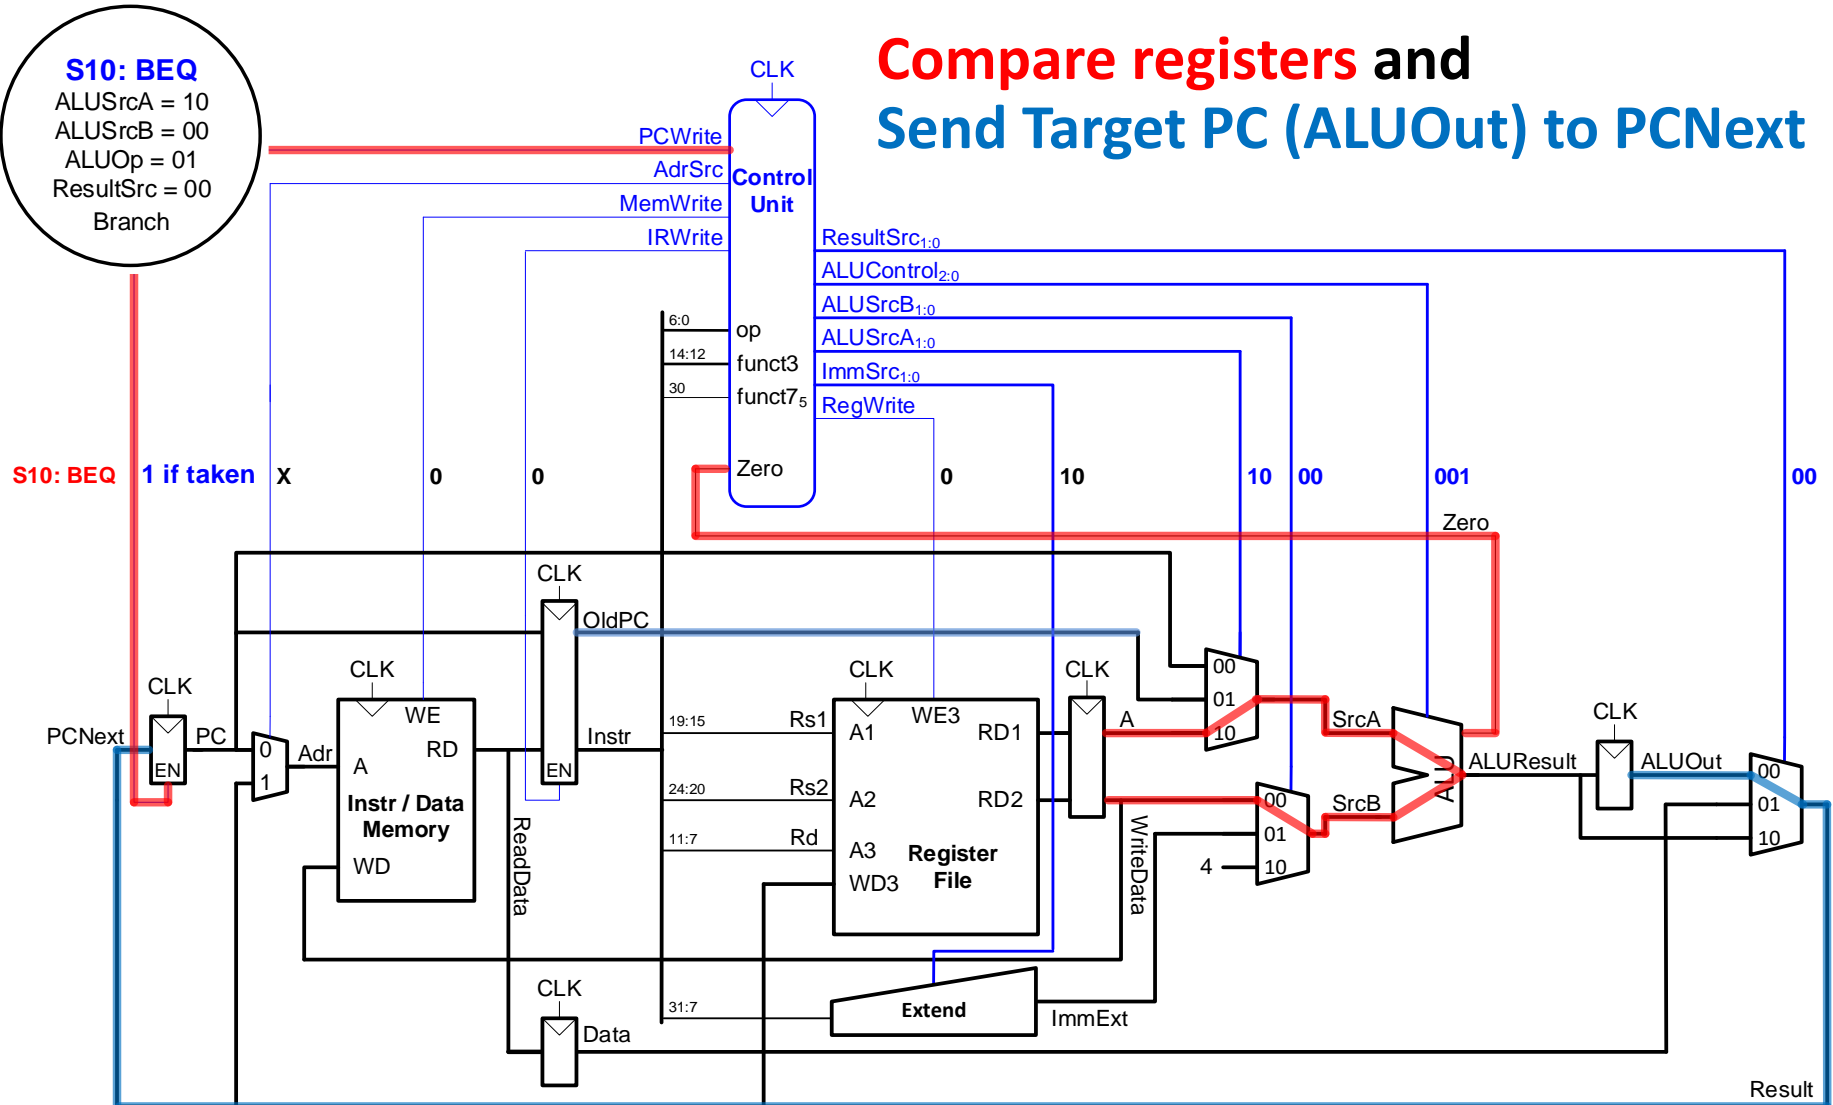 Compare registers and
Send Target PC (ALUOut) to PCNext
S10: BEQ
ALUSrcA = 10
ALUSrcB = 00
ALUOp = 01
ResultSrc = 00
Branch
CLK
PCWrite
AdrSrc
MemWrite
IRWrite
Control
Unit
ResultSrc1:0
ALUControl2:0
ALUSrcB1:0
ALUSrcA1:0
ImmSrc1:0
RegWrite
6:0
op
14:12
funct3
30
funct75
Zero
S10: BEQ
1 if taken
X
0
0
0
10
10
00
001
00
Zero
CLK
OldPC
CLK
PCNext
PC
EN
0
1
Adr
CLK
WE
RD
A
Instr / Data
Memory
WD
ReadData
EN
Instr
CLK
Data
19:15
Rs1
24:20
Rs2
11:7
Rd
31:7
CLK
WE3
A1
RD1
A2
RD2
A3
Register
File
WD3
Extend
ImmExt
CLK
A
WriteData
00
01
10
SrcA
00
01
10
4
SrcB
ALU
ALUResult
CLK
ALUOut
00
01
10
Result